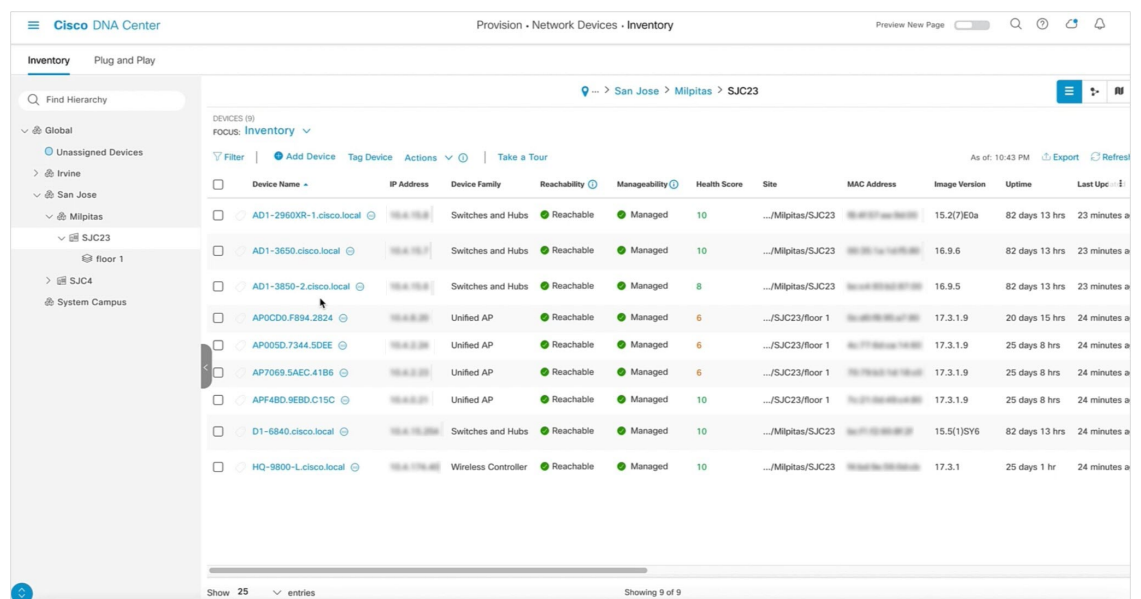 Cisco DNA Center
Provision • Network Devices • Inventory
Preview New Page
Inventory Plug and Play
Find Hierarchy
Global
Unassigned Devices
Irvine
San Jose
Milpitas
SJC23
floor 1
SJC4
System Campus
... > San Jose > Milpitas > SJC23
DEVICES (9)
FOCUS: Inventory
Filter | Add Device Tag Device Actions | Take a Tour As of: 10:43 PM Export Refresh
Device Name IP Address Device Family Reachability Manageability Health Score Site MAC Address Image Version Uptime Last
AD1-2960XR-1.cisco.local Switches and Hubs Reachable Managed 10 .../Milpitas/SJC23 15.2(7)E0a 82 days 13 hrs 23 minutes a
AD1-3650.cisco.local Switches and Hubs Reachable Managed 10 .../Milpitas/SJC23 16.9.6 82 days 13 hrs 23 minutes a
AD1-3850-2.cisco.local Switches and Hubs Reachable Managed 8 .../Milpitas/SJC23 16.9.5 82 days 13 hrs 23 minutes a
AP0CD0.F894.2824 Unified AP Reachable Managed 6 .../SJC23/floor 1 17.3.1.9 20 days 15 hrs 24 minutes a
AP005D.7344.5DEE Unified AP Reachable Managed 6 .../SJC23/floor 1 17.3.1.9 25 days 8 hrs 24 minutes a
AP7069.5AEC.41B6 Unified AP Reachable Managed 6 .../SJC23/floor 1 17.3.1.9 25 days 8 hrs 24 minutes a
APF4BD.9EBD.C15C Unified AP Reachable Managed 10 .../SJC23/floor 1 17.3.1.9 25 days 8 hrs 24 minutes a
D1-6840.cisco.local Switches and Hubs Reachable Managed 10 .../Milpitas/SJC23 15.5(1)SY6 82 days 13 hrs 24 minutes a
HQ-9800-L.cisco.local Wireless Controller Reachable Managed 10 .../Milpitas/SJC23 17.3.1 25 days 1 hr 24 minutes a
Show 25 entries Showing 9 of 9